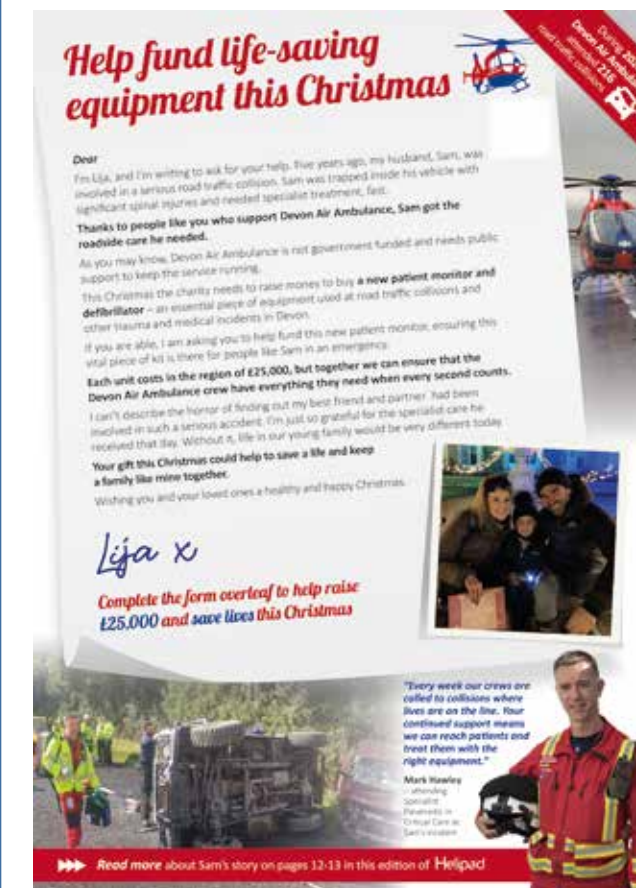 Help fund life-saving
equipment this Christmas
During 20
Devon Air Ambula
attended 216
road traffic collision
Dear
I'm Lija, and I'm writing to ask for your help. Five years ago, my husband, Sam, was
involved in a serious road traffic collision. Sam was trapped inside his vehicle with
significant spinal injuries and needed specialist treatment, fast.
Thanks to people like you who support Devon Air Ambulance, Sam got the
roadside care he needed.
As you may know, Devon Air Ambulance is not government funded and needs public
support to keep the service running.
This Christmas the charity needs to raise money to buy a new patient monitor and
defibrillator – an essential piece of equipment used at road traffic collisions and
other trauma and medical incidents in Devon.
If you are able, I am asking you to help fund this new patient monitor, ensuring this
vital piece of kit is there for people like Sam in an emergency.
Each unit costs in the region of £25,000, but together we can ensure that the
Devon Air Ambulance crew have everything they need when every second counts.
I can't describe the horror of finding out my best friend and partner had been
involved in such a serious accident. I'm just so grateful for the specialist care he
received that day. Without it, life in our young family would be very different today.
Your gift this Christmas could help to save a life and keep
a family like mine together.
Wishing you and your loved ones a healthy and happy Christmas.
Lija x
Complete the form overleaf to help raise
£25,000 and save lives this Christmas
"Every week our crews are
called to collisions where
lives are on the line. Your
continued support means
we can reach patients and
treat them with the
right equipment."
Mark Hawley
– attending
Specialist
Paramedic in
Critical Care at
Sam's incident
Read more about Sam's story on pages 12-13 in this edition of Helipad